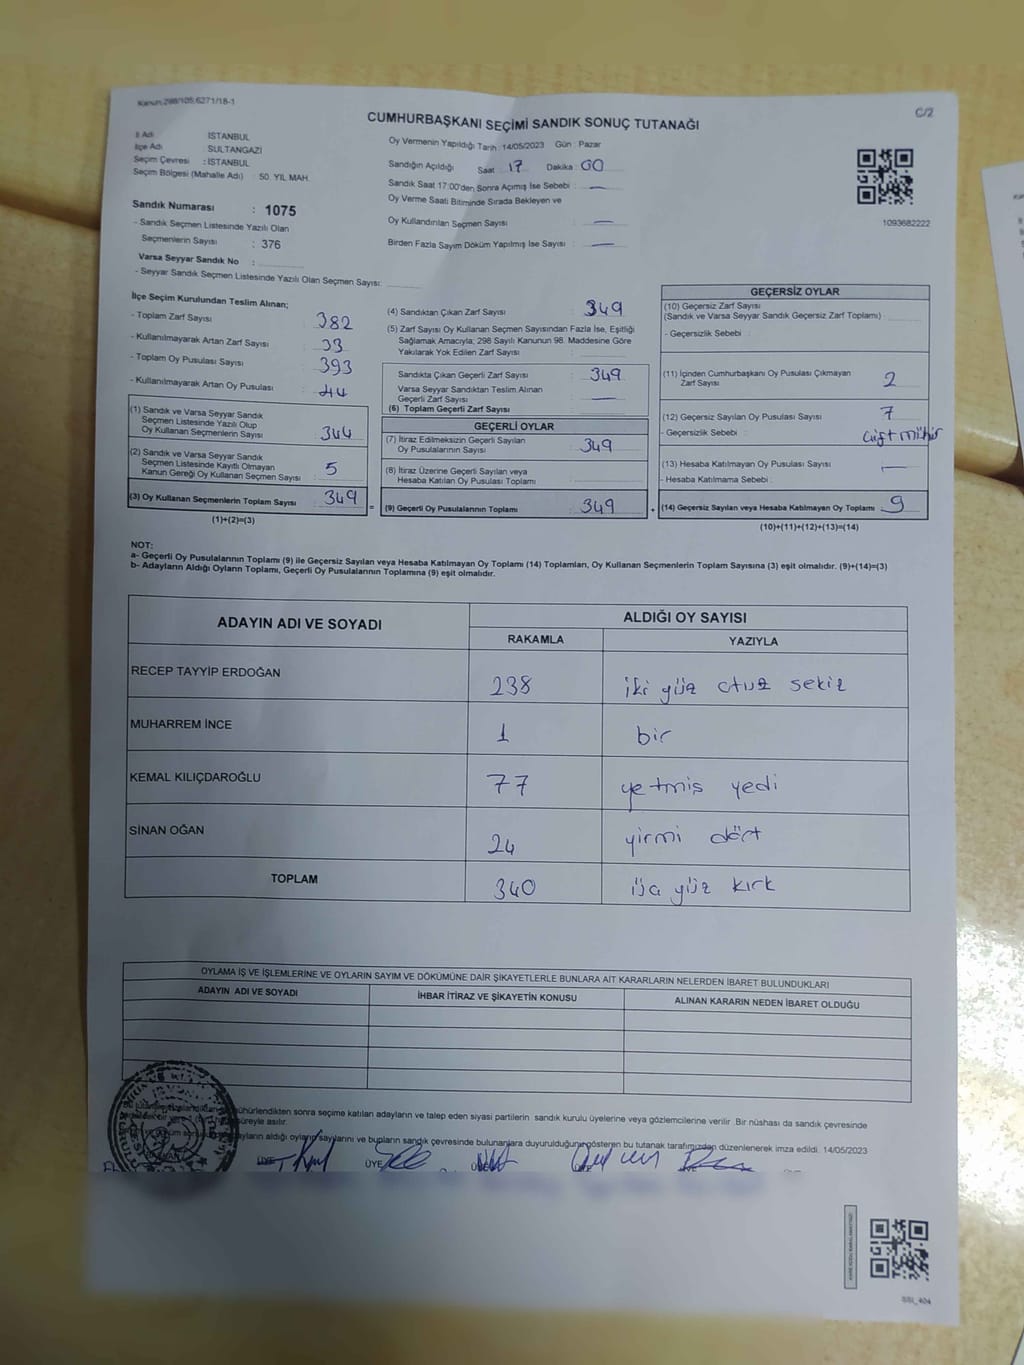 Kanun:298/105;6271/18-1
C/2
CUMHURBAŞKANI SEÇİMİ SANDIK SONUÇ TUTANAĞI
İl Adı : İSTANBUL
İlçe Adı : SULTANGAZİ
Seçim Çevresi : İSTANBUL
Seçim Bölgesi (Mahalle Adı) : 50. YIL MAH.
Sandık Numarası : 1075
- Sandık Seçmen Listesinde Yazılı Olan
Seçmenlerin Sayısı : 376
Varsa Seyyar Sandık No :
- Seyyar Sandık Seçmen Listesinde Yazılı Olan Seçmen Sayısı:
Oy Vermenin Yapıldığı Tarih : 14/05/2023 Gün : Pazar
Sandığın Açıldığı Saat 17 Dakika : 00
Sandık Saat 17:00'den Sonra Açımış İse Sebebi : —
Oy Verme Saati Bitiminde Sırada Bekleyen ve
Oy Kullandırılan Seçmen Sayısı : —
Birden Fazla Sayım Döküm Yapılmış İse Sayısı : —
1093682222
İlçe Seçim Kurulundan Teslim Alınan;
- Toplam Zarf Sayısı : 382
- Kullanılmayarak Artan Zarf Sayısı : 33
- Toplam Oy Pusulası Sayısı : 393
- Kullanılmayarak Artan Oy Pusulası : 44
(1) Sandık ve Varsa Seyyar Sandık
Seçmen Listesinde Yazılı Olup
Oy Kullanan Seçmenlerin Sayısı : 344
(2) Sandık ve Varsa Seyyar Sandık
Seçmen Listesinde Kayıtlı Olmayan
Kanun Gereği Oy Kullanan Seçmen Sayısı : 5
(3) Oy Kullanan Seçmenlerin Toplam Sayısı : 349
(1)+(2)=(3)
(4) Sandıktan Çıkan Zarf Sayısı : 349
(5) Zarf Sayısı Oy Kullanan Seçmen Sayısından Fazla İse, Eşitliği
Sağlamak Amacıyla; 298 Sayılı Kanunun 98. Maddesine Göre
Yakılarak Yok Edilen Zarf Sayısı :
Sandıkta Çıkan Geçerli Zarf Sayısı : 349
Varsa Seyyar Sandıktan Teslim Alınan
Geçerli Zarf Sayısı : —
(6) Toplam Geçerli Zarf Sayısı :
GEÇERLİ OYLAR
(7) İtiraz Edilmeksizin Geçerli Sayılan
Oy Pusulalarının Sayısı : 349
(8) İtiraz Üzerine Geçerli Sayılan veya
Hesaba Katılan Oy Pusulası Toplamı :
= (9) Geçerli Oy Pusulalarının Toplamı : 349 +
GEÇERSİZ OYLAR
(10) Geçersiz Zarf Sayısı
(Sandık ve Varsa Seyyar Sandık Geçersiz Zarf Toplamı) :
- Geçersizlik Sebebi :
(11) İçinden Cumhurbaşkanı Oy Pusulası Çıkmayan
Zarf Sayısı : 2
(12) Geçersiz Sayılan Oy Pusulası Sayısı : 7
- Geçersizlik Sebebi : çift mühür
(13) Hesaba Katılmayan Oy Pusulası Sayısı : —
- Hesaba Katılmama Sebebi :
(14) Geçersiz Sayılan veya Hesaba Katılmayan Oy Toplamı : 9
(10)+(11)+(12)+(13)=(14)
NOT:
a- Geçerli Oy Pusulalarının Toplamı (9) ile Geçersiz Sayılan veya Hesaba Katılmayan Oy Toplamı (14) Toplamları, Oy Kullanan Seçmenlerin Toplam Sayısına (3) eşit olmalıdır. (9)+(14)=(3)
b- Adayların Aldığı Oyların Toplamı, Geçerli Oy Pusulalarının Toplamına (9) eşit olmalıdır.
ADAYIN ADI VE SOYADI ALDIĞI OY SAYISI
RAKAMLA YAZIYLA
RECEP TAYYİP ERDOĞAN 238 iki yüz otuz sekiz
MUHARREM İNCE 1 bir
KEMAL KILIÇDAROĞLU 77 yetmiş yedi
SİNAN OĞAN 24 yirmi dört
TOPLAM 340 üç yüz kırk
OYLAMA İŞ VE İŞLEMLERİNE VE OYLARIN SAYIM VE DÖKÜMÜNE DAİR ŞİKAYETLERLE BUNLARA AİT KARARLARIN NELERDEN İBARET BULUNDUKLARI
ADAYIN ADI VE SOYADI İHBAR İTİRAZ VE ŞİKAYETİN KONUSU ALINAN KARARIN NEDEN İBARET OLDUĞU
mühürlendikten sonra seçime katılan adayların ve talep eden siyasi partilerin sandık kurulu üyelerine veya gözlemcilerine verilir. Bir nüshası da sandık çevresinde
süreyle asılır.
adayların aldığı oyların sayılarını ve bunların sandık çevresinde bulunanlara duyurulduğunu gösteren bu tutanak tarafımızdan düzenlenerek imza edildi. 14/05/2023
ÜYE ÜYE ÜYE